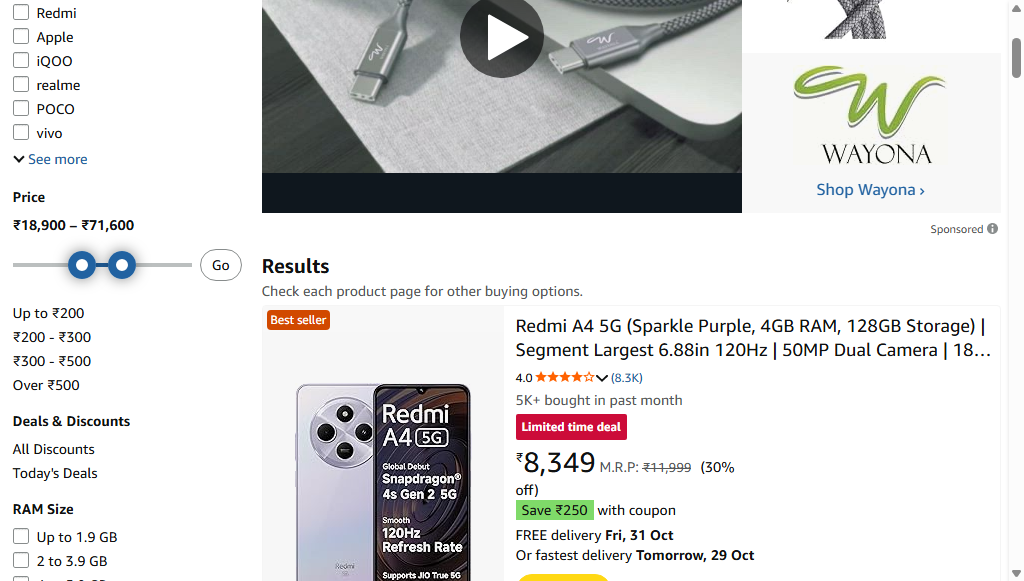 Redmi
Apple
iQOO
realme
POCO
vivo
See more
Price
₹18,900 – ₹71,600
Go
Up to ₹200
₹200 - ₹300
₹300 - ₹500
Over ₹500
Deals & Discounts
All Discounts
Today's Deals
RAM Size
Up to 1.9 GB
2 to 3.9 GB
WAYONA
Shop Wayona ›
Sponsored
Results
Check each product page for other buying options.
Best seller
Redmi
A4 5G
Global Debut
Snapdragon®
4s Gen 2 5G
Smooth
120Hz
Refresh Rate
Supports JIO True 5G
Redmi
Redmi A4 5G (Sparkle Purple, 4GB RAM, 128GB Storage) |
Segment Largest 6.88in 120Hz | 50MP Dual Camera | 18…
4.0 (8.3K)
5K+ bought in past month
Limited time deal
₹8,349 M.R.P: ₹11,999 (30%
off)
Save ₹250 with coupon
FREE delivery Fri, 31 Oct
Or fastest delivery Tomorrow, 29 Oct